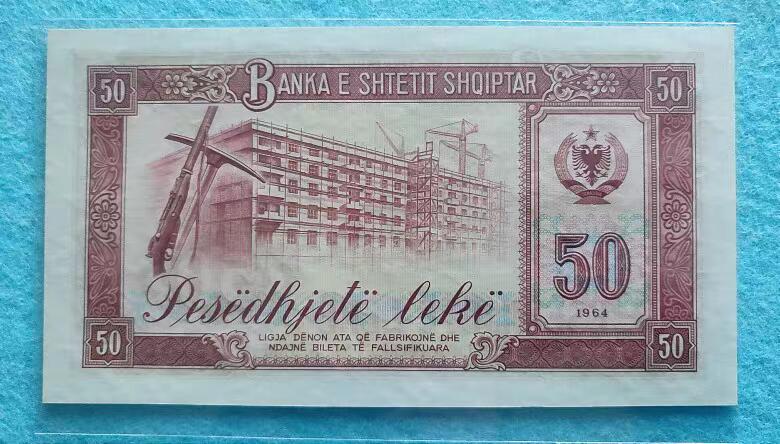 50 BANKA E SHTETIT SHQIPTAR 50
50
1964
Pesëdhjetë lekë
LIGJA DËNON ATA QË FABRIKOJNË DHE
NDAJNË BILETA TË FALLSIFIKUARA
50 50